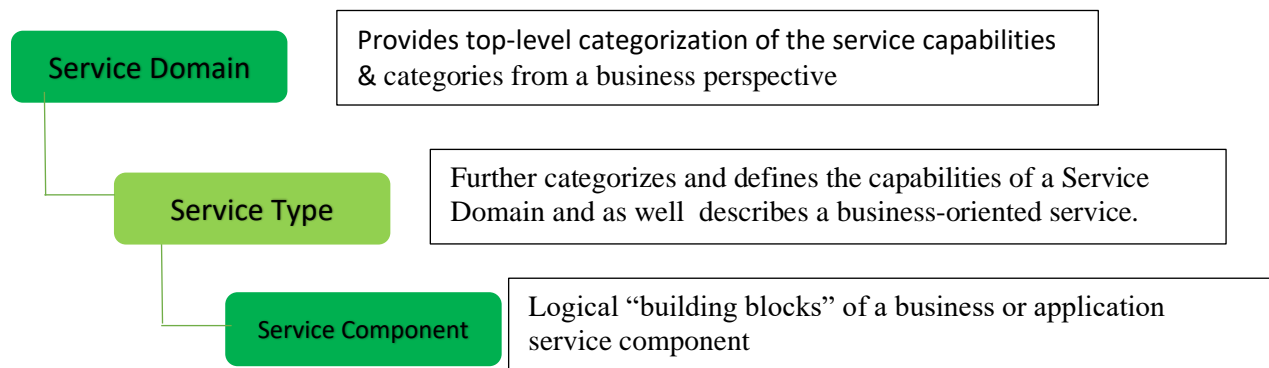 Service Domain
Provides top-level categorization of the service capabilities
& categories from a business perspective
Service Type
Further categorizes and defines the capabilities of a Service
Domain and as well  describes a business-oriented service.
Service Component
Logical “building blocks” of a business or application
service component